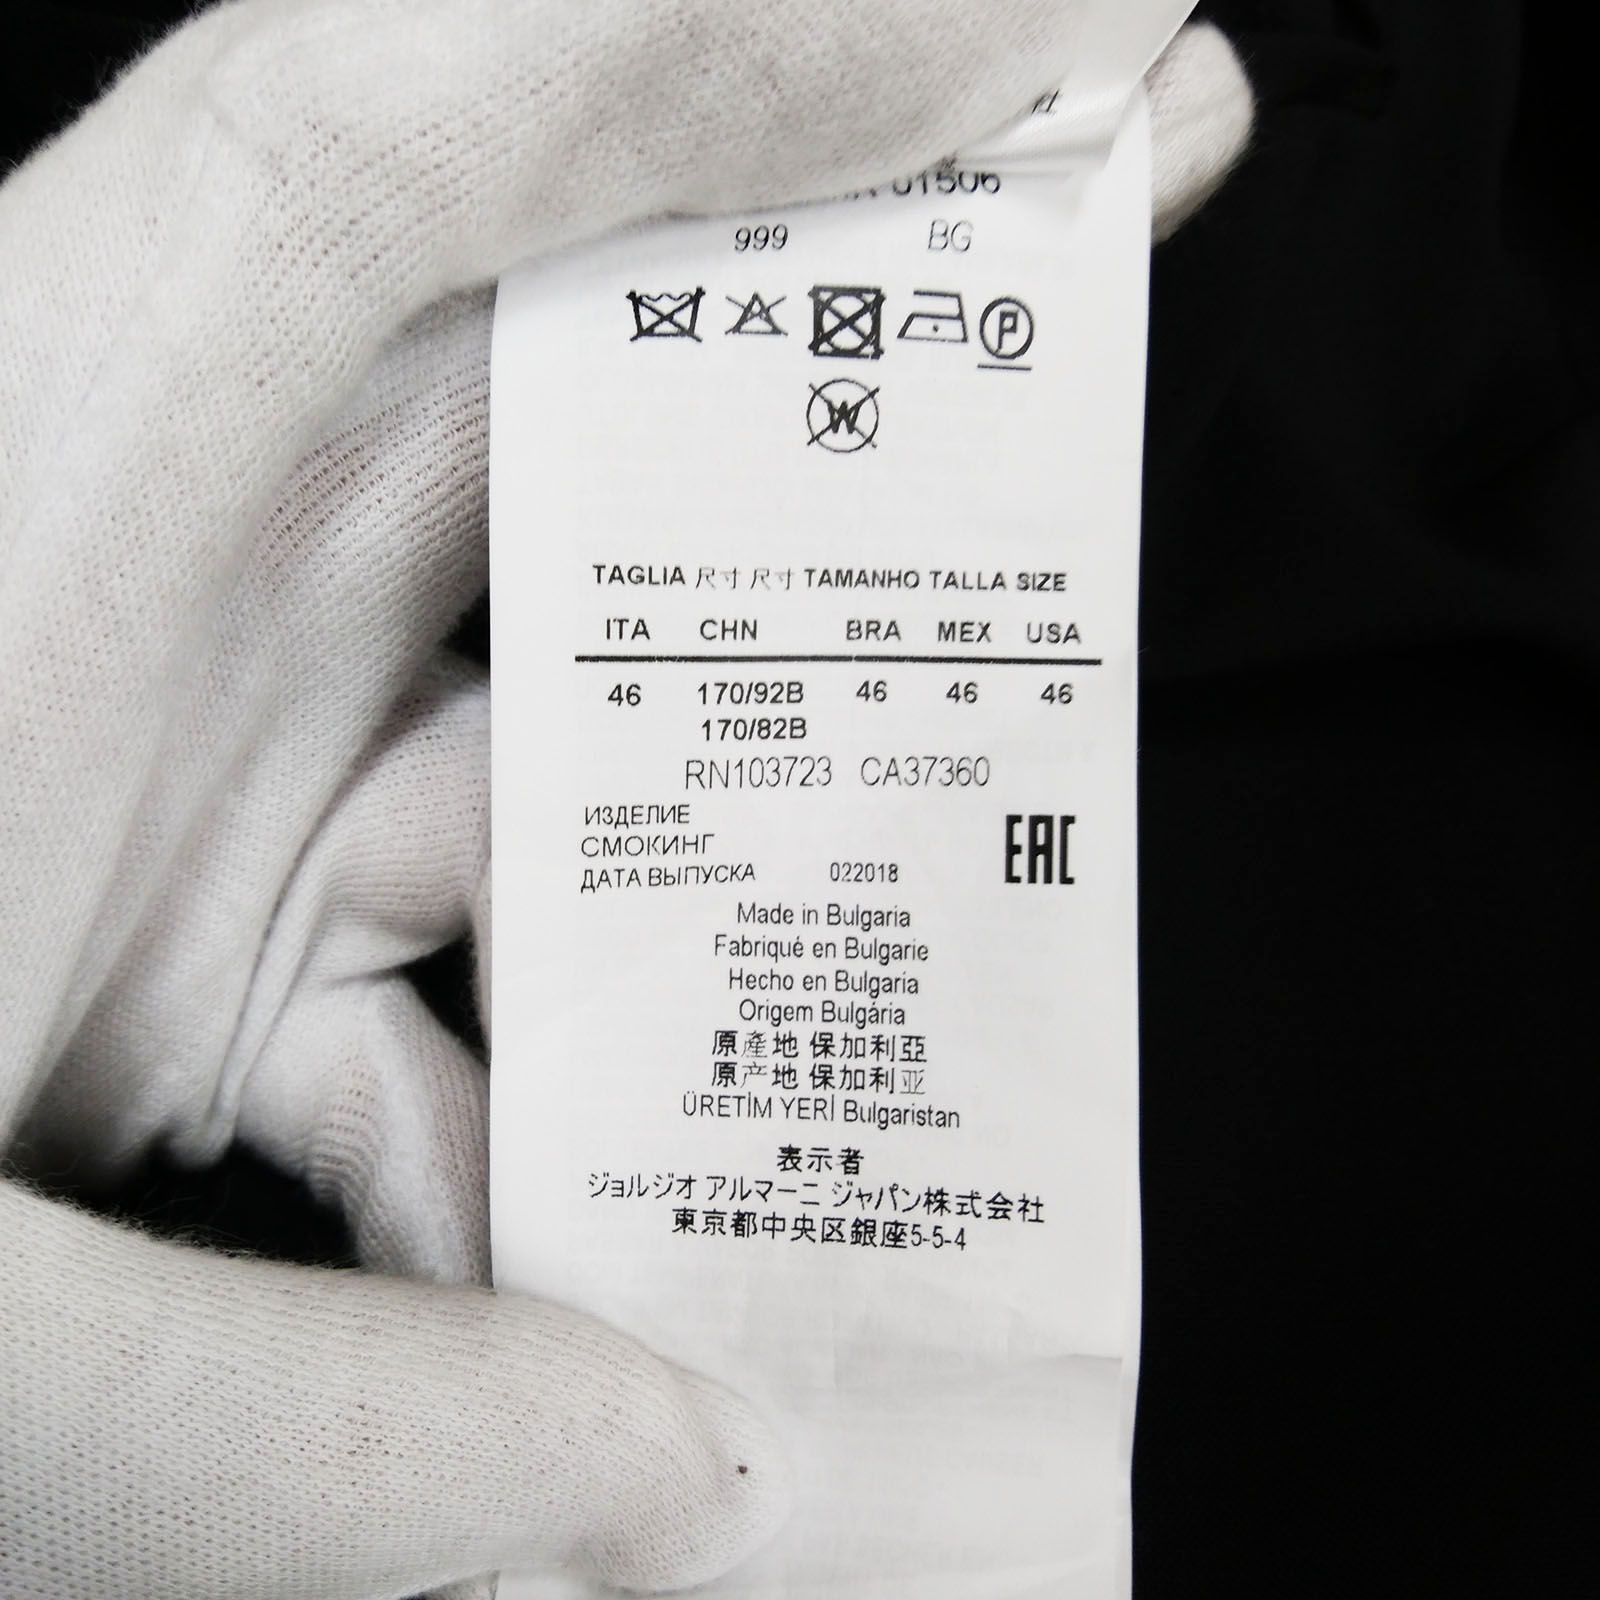 01506
999 BG
P
W
TAGLIA 尺寸 尺寸 TAMANHO TALLA SIZE
ITA CHN BRA MEX USA
46 170/92B 46 46 46
170/82B
RN103723 CA37360
ИЗДЕЛИЕ
СМОКИНГ
ДАТА ВЫПУСКА 022018 EAC
Made in Bulgaria
Fabriqué en Bulgarie
Hecho en Bulgaria
Origem Bulgária
原產地 保加利亞
原产地 保加利亚
ÜRETİM YERİ Bulgaristan
表示者
ジョルジオ アルマーニ ジャパン株式会社
東京都中央区銀座5-5-4